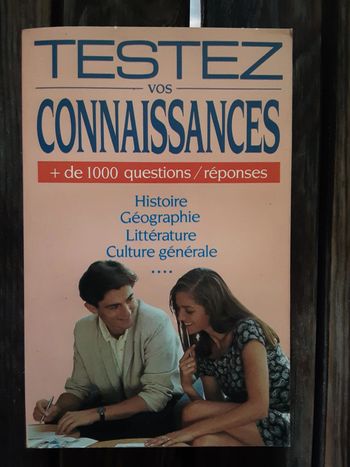 TESTEZ
VOS
CONNAISSANCES
+ de 1000 questions/réponses
Histoire
Géographie
Littérature
Culture générale
....